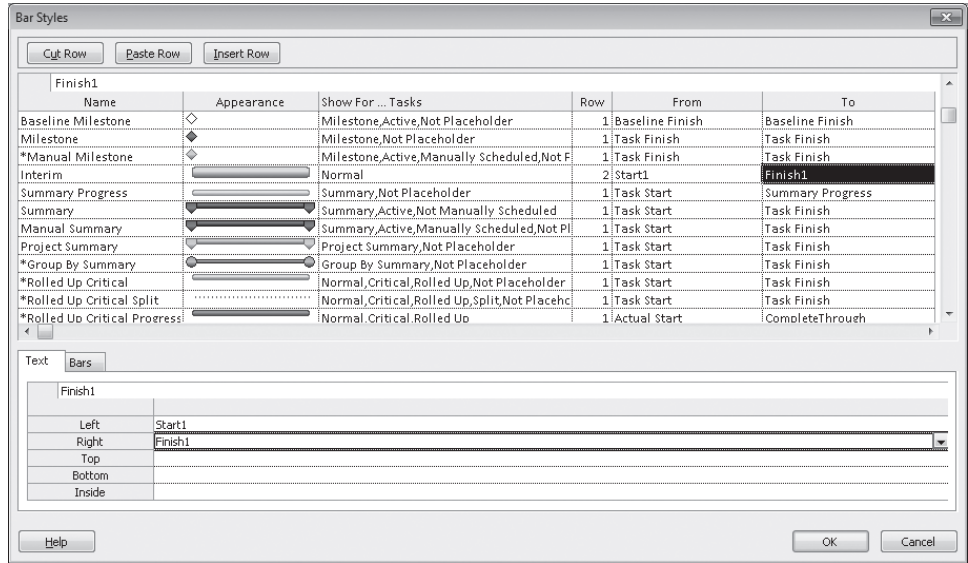 Bar Styles
Cut Row Paste Row Insert Row
Finish1
Name Appearance Show For ... Tasks Row From To
Baseline Milestone Milestone,Active,Not Placeholder 1 Baseline Finish Baseline Finish
Milestone Milestone,Not Placeholder 1 Task Finish Task Finish
*Manual Milestone Milestone,Active,Manually Scheduled,Not F 1 Task Finish Task Finish
Interim Normal 2 Start1 Finish1
Summary Progress Summary,Not Placeholder 1 Task Start Summary Progress
Summary Summary,Active,Not Manually Scheduled 1 Task Start Task Finish
Manual Summary Summary,Active,Manually Scheduled,Not Pl 1 Task Start Task Finish
Project Summary Project Summary,Not Placeholder 1 Task Start Task Finish
*Group By Summary Group By Summary,Not Placeholder 1 Task Start Task Finish
*Rolled Up Critical Normal,Critical,Rolled Up,Not Placeholder 1 Task Start Task Finish
*Rolled Up Critical Split Normal,Critical,Rolled Up,Split,Not Placehc 1 Task Start Task Finish
*Rolled Up Critical Progress Normal,Critical,Rolled Up 1 Actual Start CompleteThrough
Text Bars
Finish1
Left Start1
Right Finish1
Top
Bottom
Inside
Help OK Cancel